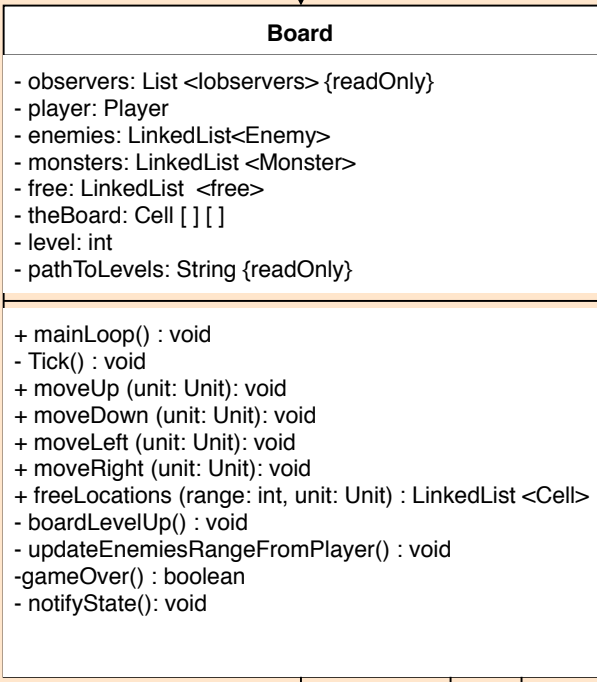 Board
- observers: List <Iobservers> {readOnly}
- player: Player
- enemies: LinkedList<Enemy>
- monsters: LinkedList <Monster>
- free: LinkedList <free>
- theBoard: Cell [ ] [ ]
- level: int
- pathToLevels: String {readOnly}
+ mainLoop() : void
- Tick() : void
+ moveUp (unit: Unit): void
+ moveDown (unit: Unit): void
+ moveLeft (unit: Unit): void
+ moveRight (unit: Unit): void
+ freeLocations (range: int, unit: Unit) : LinkedList <Cell>
- boardLevelUp() : void
- updateEnemiesRangeFromPlayer() : void
-gameOver() : boolean
- notifyState(): void